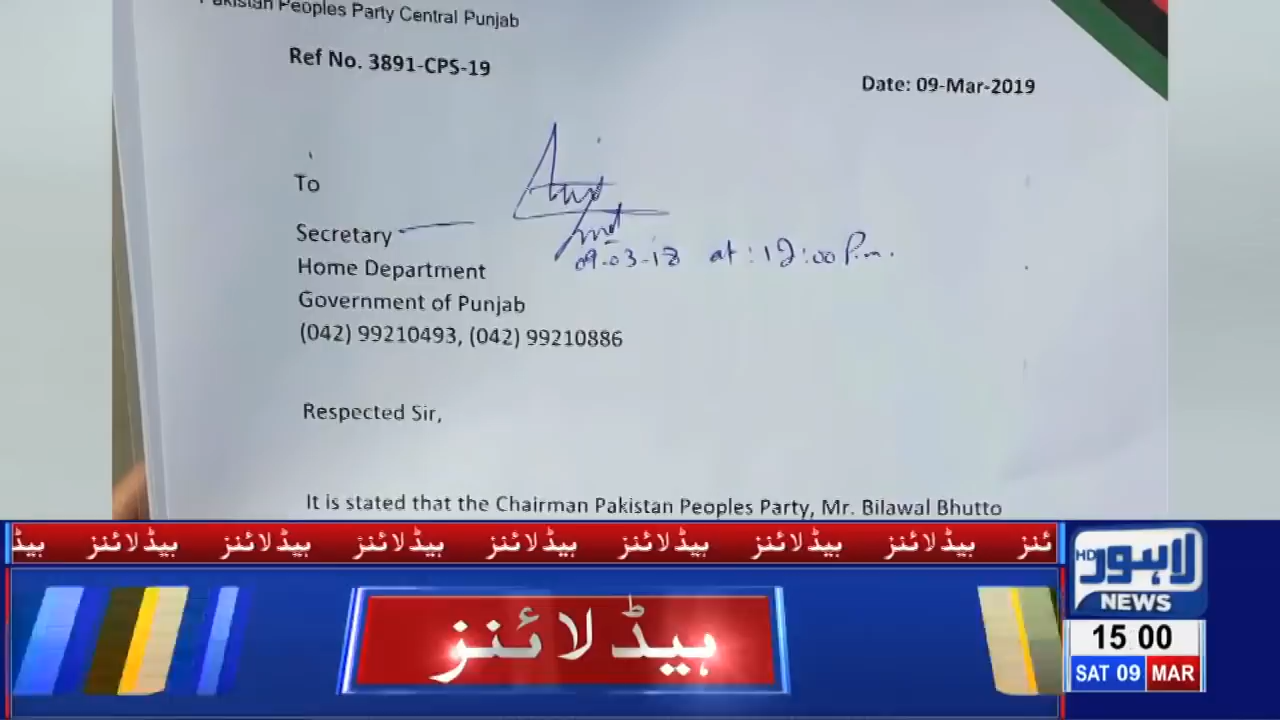 Pakistan Peoples Party Central Punjab
Ref No. 3891-CPS-19
Date: 09-Mar-2019
To
Secretary
09-03-18 at: 12:00 P.m.
Home Department
Government of Punjab
(042) 99210493, (042) 99210886
Respected Sir,
It is stated that the Chairman Pakistan Peoples Party, Mr. Bilawal Bhutto
ہیڈ ہیڈلائنز ہیڈلائنز ہیڈلائنز ہیڈلائنز ہیڈلائنز ہیڈلائنز ہیڈلائنز ئنز
ہیڈلائنز
HD لاہور
NEWS
15 00
SAT 09 MAR